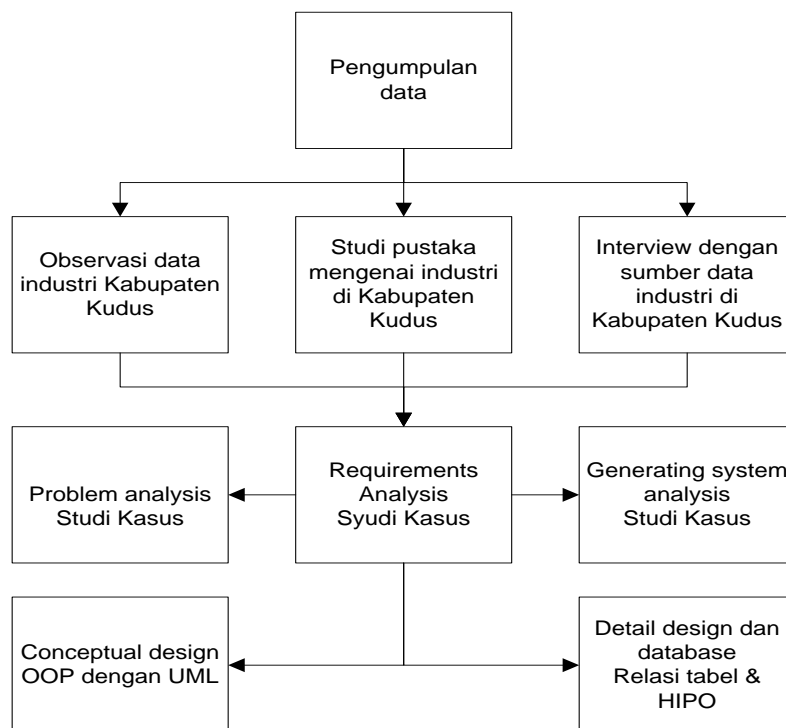 Pengumpulan
data
Observasi data
industri Kabupaten
Kudus
Studi pustaka
mengenai industri
di Kabupaten
Kudus
Interview dengan
sumber data
industri di
Kabupaten Kudus
Problem analysis
Studi Kasus
Requirements
Analysis
Syudi Kasus
Generating system
analysis
Studi Kasus
Conceptual design
OOP dengan UML
Detail design dan
database
Relasi tabel &
HIPO